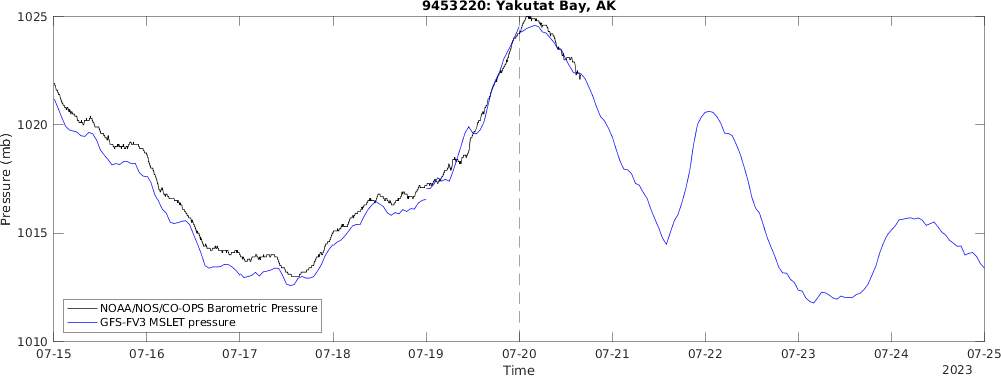 9453220: Yakutat Bay, AK
Pressure (mb)
1025
1020
1015
1010
NOAA/NOS/CO-OPS Barometric Pressure
GFS-FV3 MSLET pressure
07-15 07-16 07-17 07-18 07-19 07-20 07-21 07-22 07-23 07-24 07-25
Time
2023